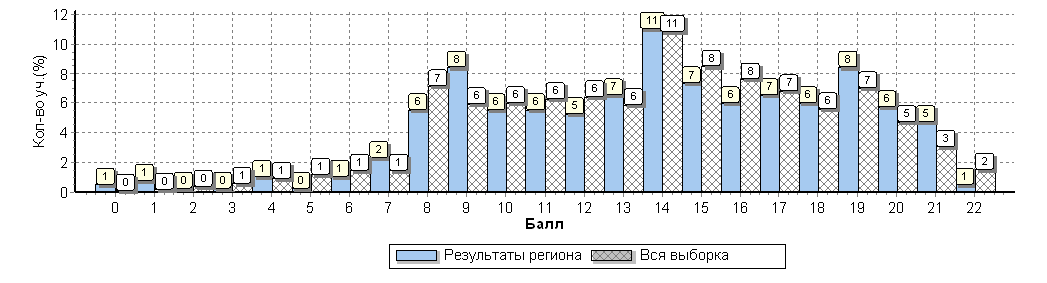 Кол-во уч.(%)
12
10
8
6
4
2
0
1 0 1 0 0 0 0 1 1 1 0 1 1 1 2 1 6 7 8 6 6 6 6 6 5 6 7 6 11 11 7 8 6 8 7 7 6 6 8 7 6 5 5 3 1 2
0 1 2 3 4 5 6 7 8 9 10 11 12 13 14 15 16 17 18 19 20 21 22
Балл
Результаты региона Вся выборка